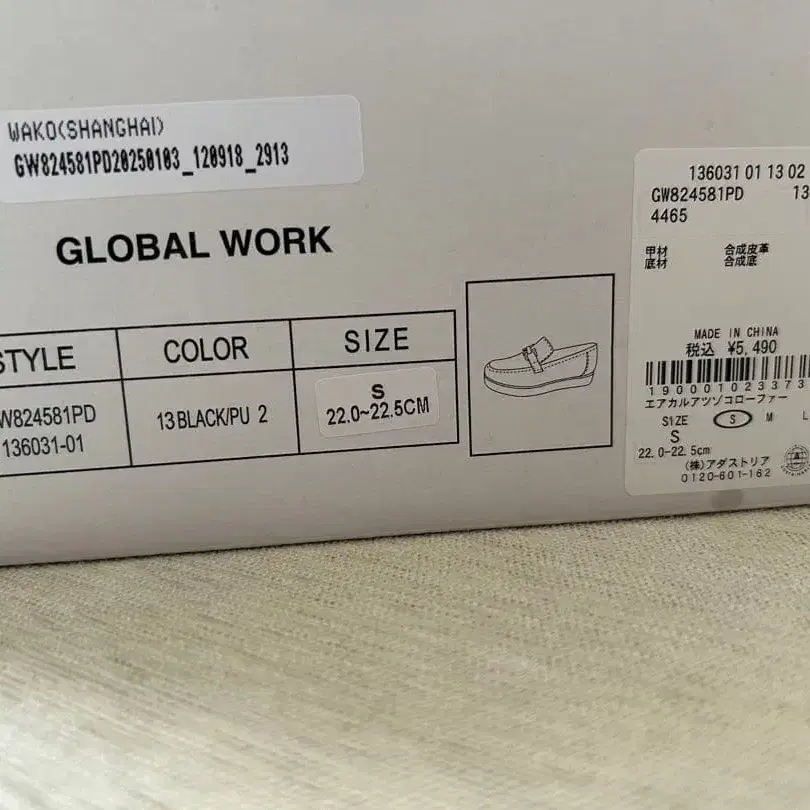 WAKO(SHANGHAI)
GW824581PD20250103_120918_2913
GLOBAL WORK
STYLE COLOR SIZE
W824581PD
136031-01
13BLACK/PU 2
S
22.0~22.5CM
136031 01 13 02
GW824581PD 13
4465
甲材 合成皮革
底材 合成底
MADE IN CHINA
税込 ¥5,490
190001023373
エアカルアツゾコローファー
SIZE S M L
S
22.0-22.5cm
(株)アダストリア
0120-601-162